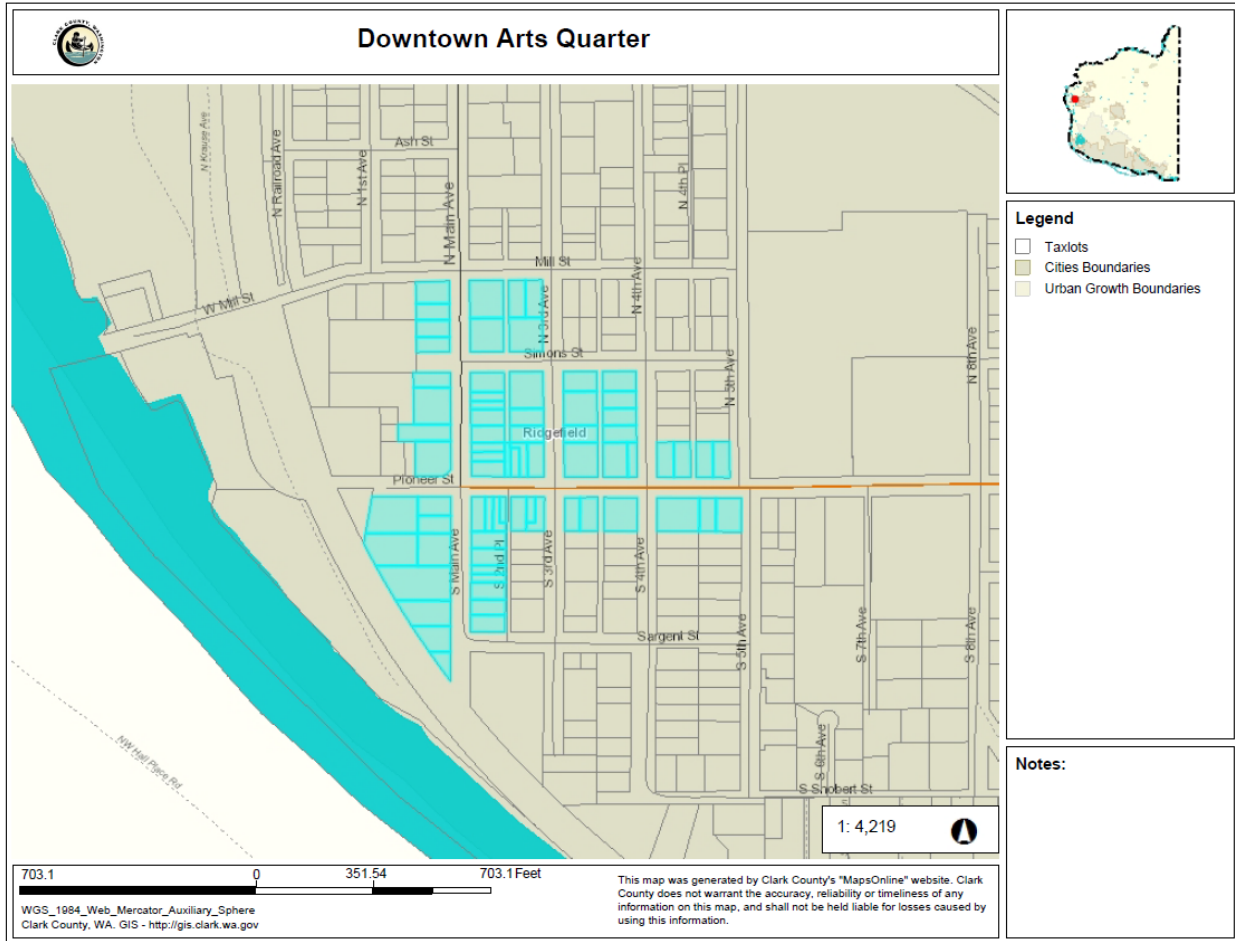 CLARK COUNTY, WASHINGTON
Downtown Arts Quarter
N Krause Ave
N Railroad Ave
Ash St
N 1st Ave
N Main Ave
N 4th Pl
Mill St
W Mill St
N 3rd Ave
N 4th Ave
Simons St
N 5th Ave
N 8th Ave
Ridgefield
Pioneer St
S Main Ave
S 2nd Pl
S 3rd Ave
S 4th Ave
Sargent St
S 5th Ave
S 7th Ave
S 8th Ave
NW Hall Place Rd
S 6th Ave
S Shobert St
1: 4,219
Legend
Taxlots
Cities Boundaries
Urban Growth Boundaries
Notes:
703.1 0 351.54 703.1 Feet
WGS_1984_Web_Mercator_Auxiliary_Sphere
Clark County, WA. GIS - http://gis.clark.wa.gov
This map was generated by Clark County's "MapsOnline" website. Clark
County does not warrant the accuracy, reliability or timeliness of any
information on this map, and shall not be held liable for losses caused by
using this information.